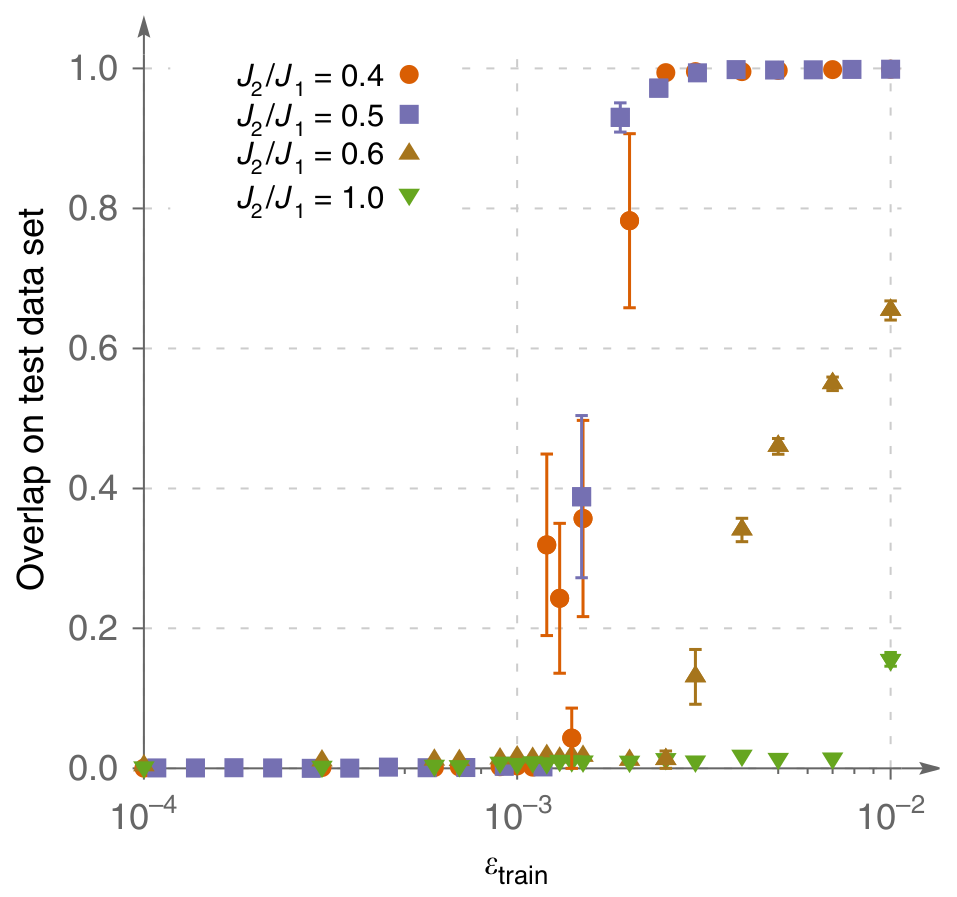 1.0
0.8
0.6
0.4
0.2
0.0
J₂/J₁ = 0.4
J₂/J₁ = 0.5
J₂/J₁ = 0.6
J₂/J₁ = 1.0
Overlap on test data set
10⁻⁴
10⁻³
10⁻²
εtrain